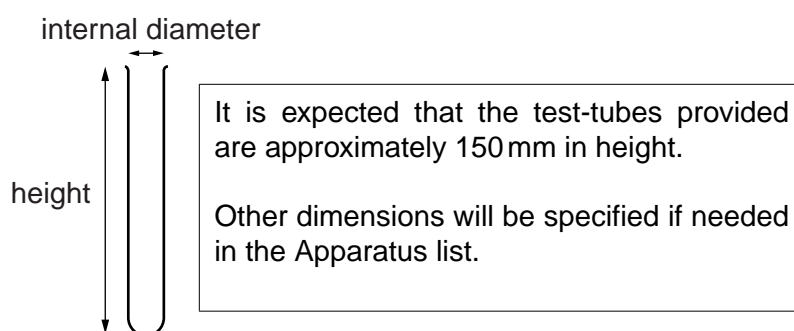 internal diameter
height
It is expected that the test-tubes provided
are approximately 150 mm in height.
Other dimensions will be specified if needed
in the Apparatus list.